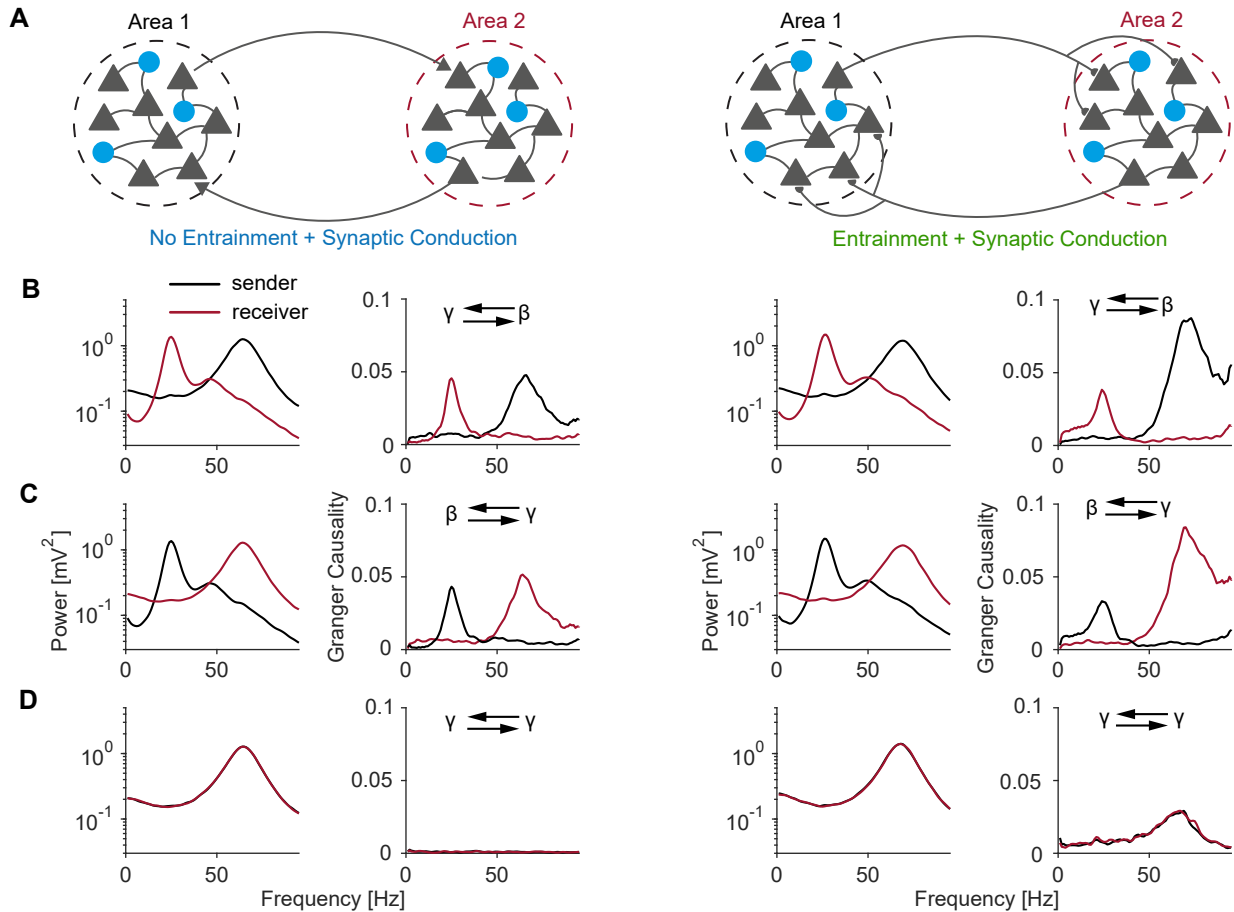 A
Area 1
Area 2
Area 1
Area 2
No Entrainment + Synaptic Conduction
Entrainment + Synaptic Conduction
B
sender
receiver
10^0
10^-1
0
50
0.1
0.05
0
γ
β
0
50
10^0
10^-1
0
50
0.1
0.05
0
γ
β
0
50
C
Power [mV^2]
10^0
10^-1
0
50
Granger Causality
0.1
0.05
0
β
γ
0
50
Power [mV^2]
10^0
10^-1
0
50
Granger Causality
0.1
0.05
0
β
γ
0
50
D
10^0
10^-1
0
50
0.1
0.05
0
γ
γ
0
50
10^0
10^-1
0
50
0.1
0.05
0
γ
γ
0
50
Frequency [Hz]
Frequency [Hz]